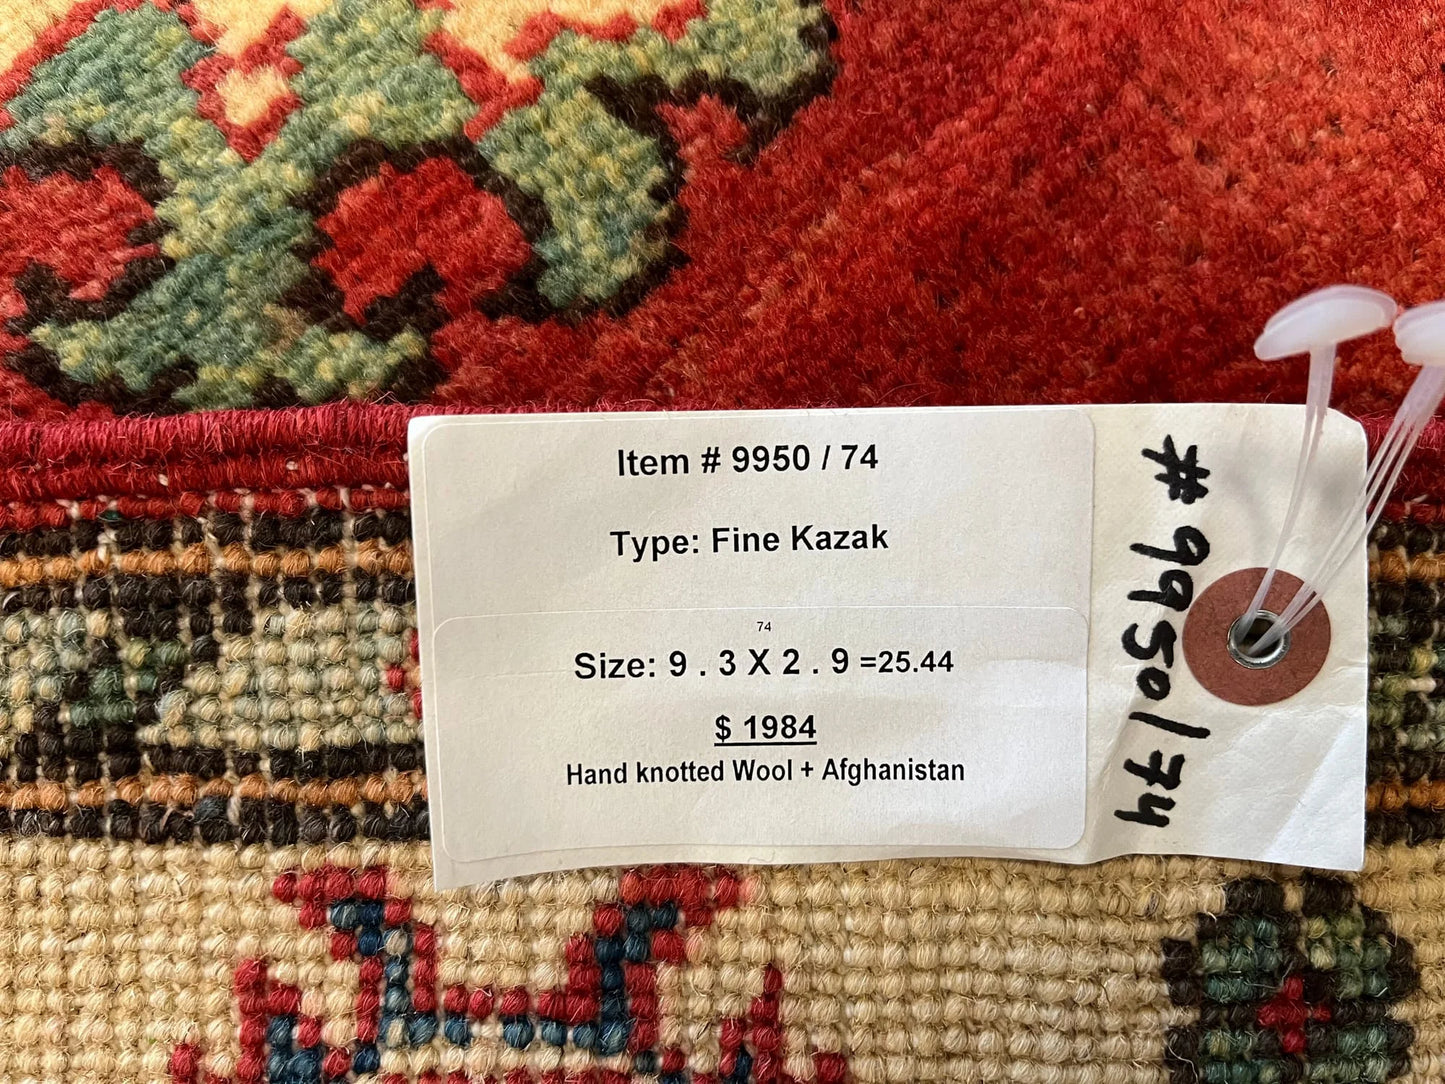 Item # 9950 / 74
Type: Fine Kazak
74
Size: 9 . 3 X 2 . 9 =25.44
$ 1984
Hand knotted Wool + Afghanistan
# 9950/74